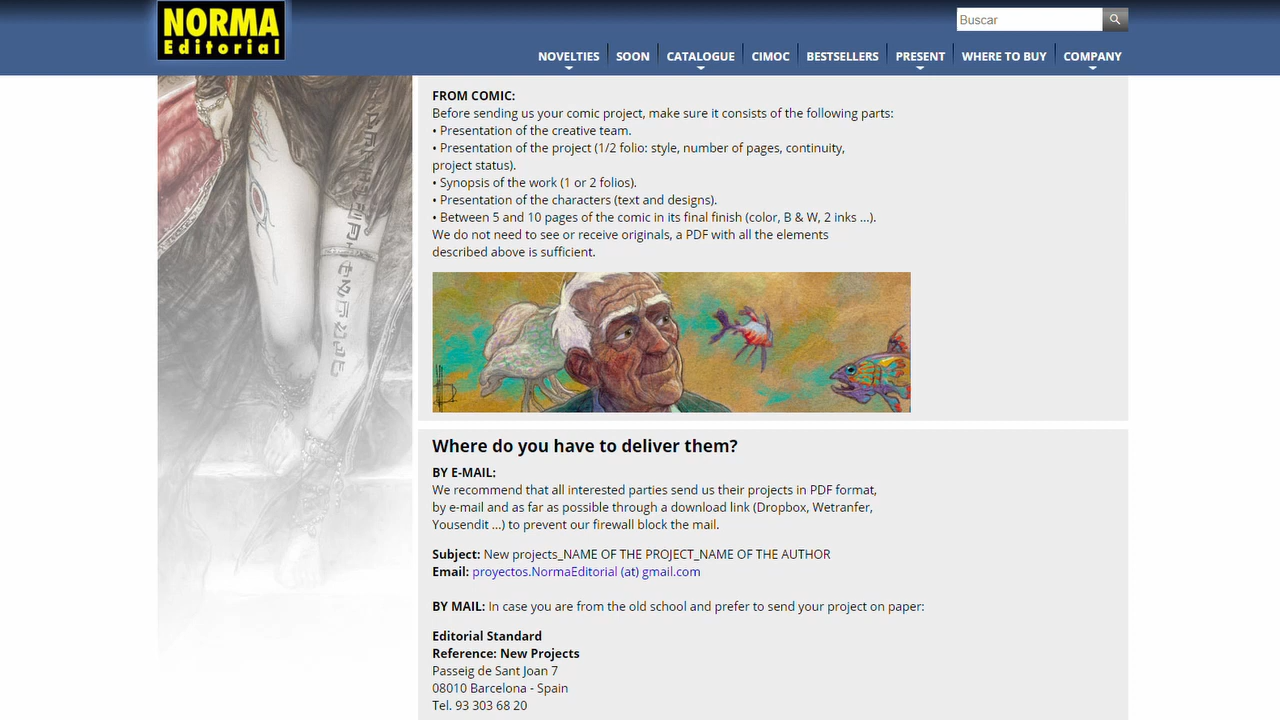 NORMA
Editorial
Buscar
NOVELTIES SOON CATALOGUE CIMOC BESTSELLERS PRESENT WHERE TO BUY COMPANY
FROM COMIC:
Before sending us your comic project, make sure it consists of the following parts:
• Presentation of the creative team.
• Presentation of the project (1/2 folio: style, number of pages, continuity,
project status).
• Synopsis of the work (1 or 2 folios).
• Presentation of the characters (text and designs).
• Between 5 and 10 pages of the comic in its final finish (color, B & W, 2 inks ...).
We do not need to see or receive originals, a PDF with all the elements
described above is sufficient.
Where do you have to deliver them?
BY E-MAIL:
We recommend that all interested parties send us their projects in PDF format,
by e-mail and as far as possible through a download link (Dropbox, Wetranfer,
Yousendit ...) to prevent our firewall block the mail.
Subject: New projects_NAME OF THE PROJECT_NAME OF THE AUTHOR
Email: proyectos.NormaEditorial (at) gmail.com
BY MAIL: In case you are from the old school and prefer to send your project on paper:
Editorial Standard
Reference: New Projects
Passeig de Sant Joan 7
08010 Barcelona - Spain
Tel. 93 303 68 20